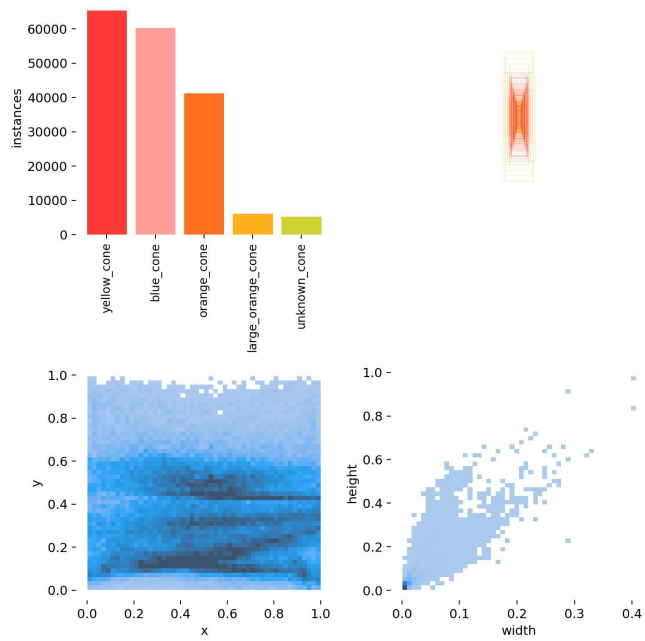 60000
50000
40000
30000
20000
10000
0
instances
yellow_cone
blue_cone
orange_cone
large_orange_cone
unknown_cone
1.0
0.8
0.6
0.4
0.2
0.0
y
0.0 0.2 0.4 0.6 0.8 1.0
x
1.0
0.8
0.6
0.4
0.2
0.0
height
0.0 0.1 0.2 0.3 0.4
width